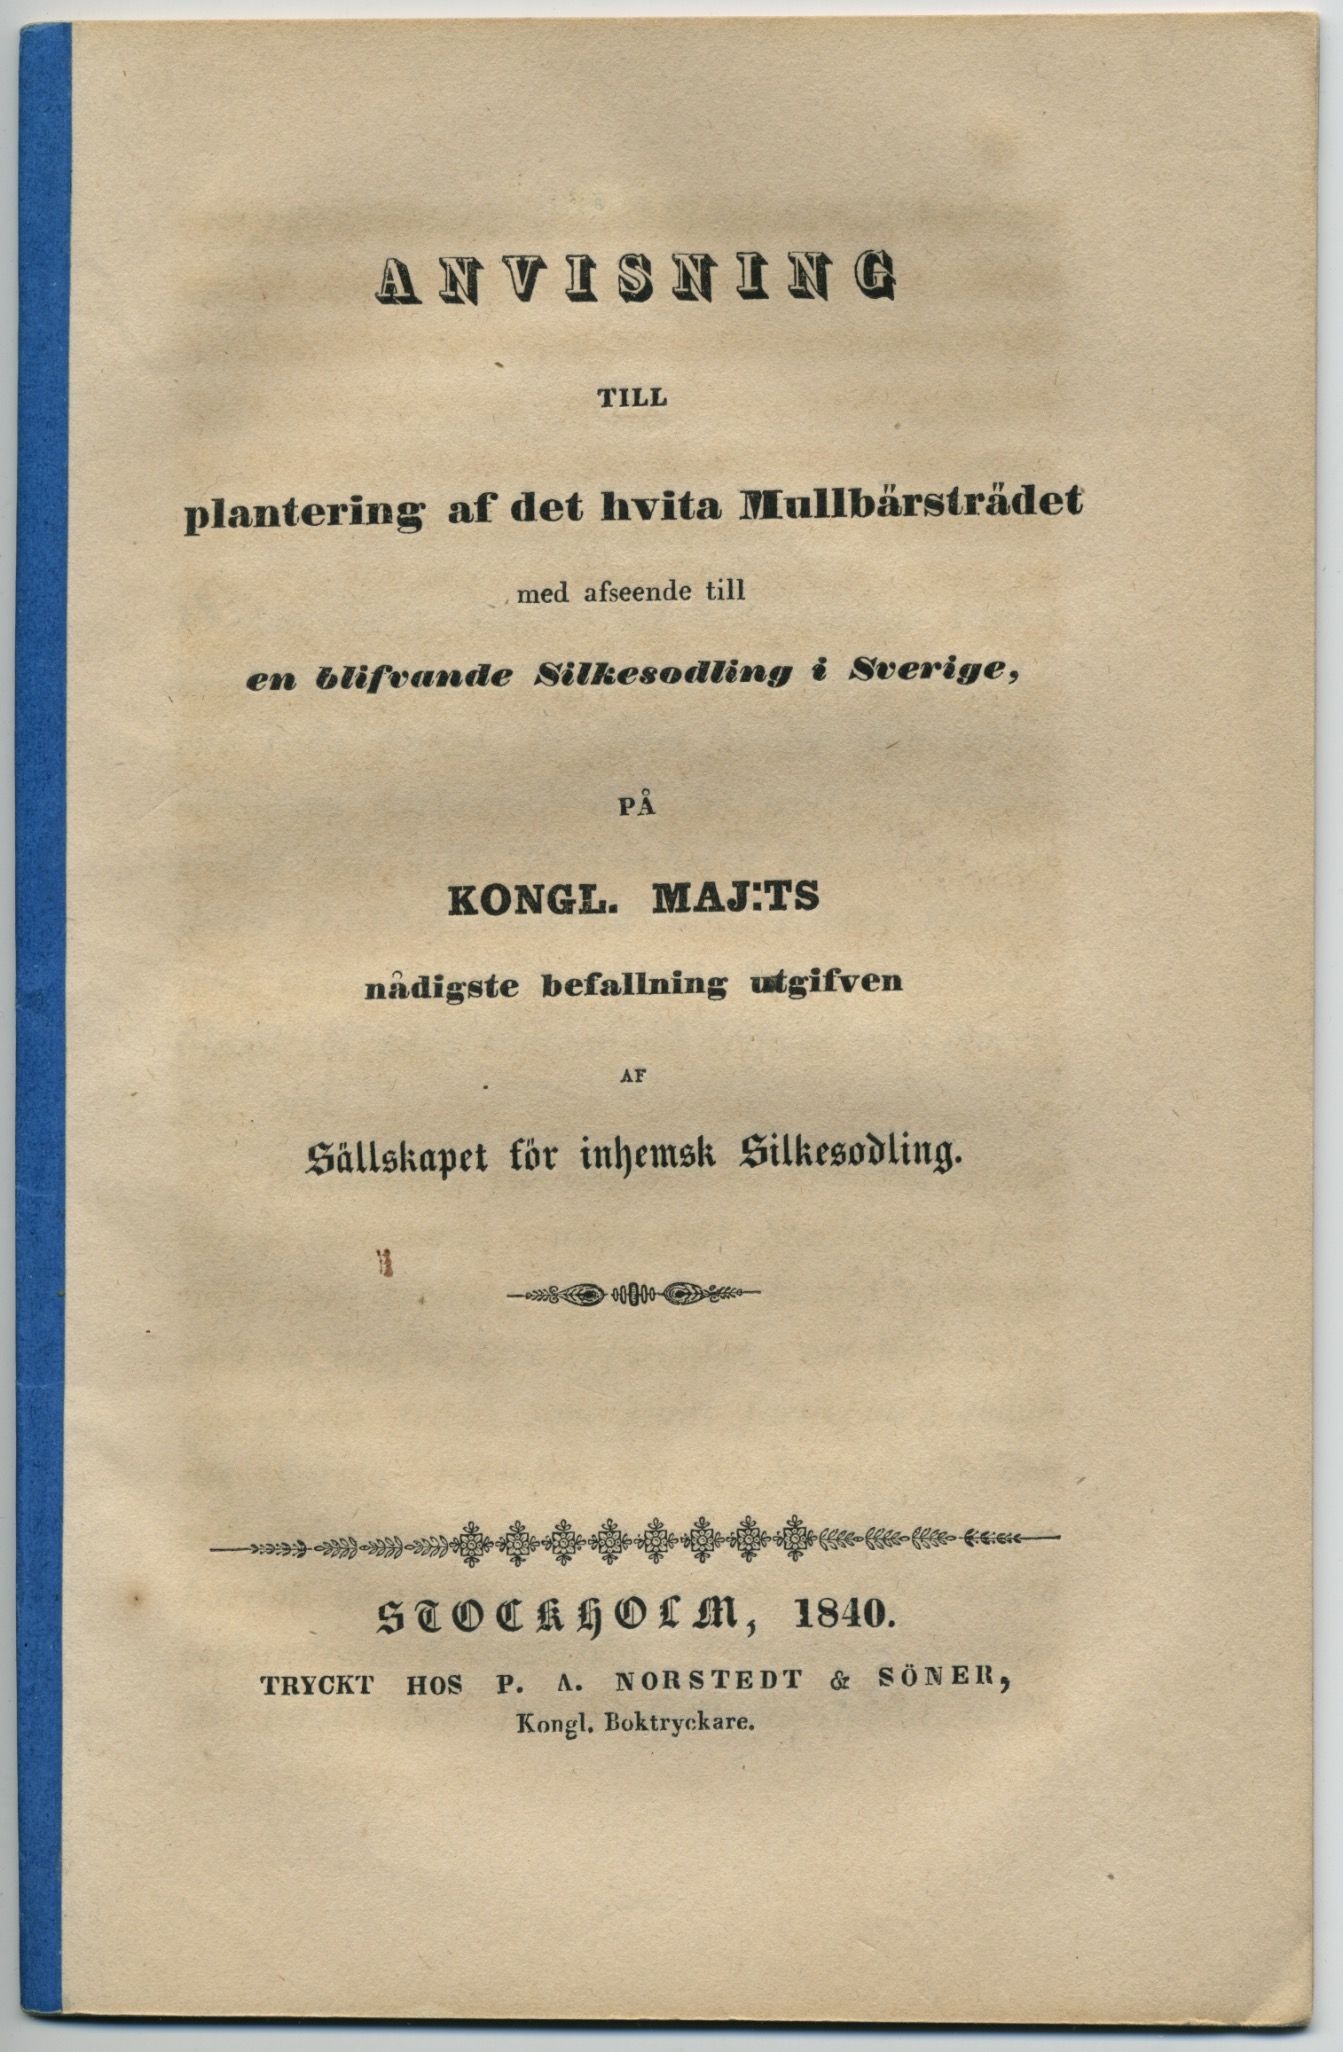 ANVISNING
TILL
plantering af det hvita Mullbärsträdet
med afseende till
en blifvande Silkesodling i Sverige,
PÅ
KONGL. MAJ:TS
nådigste befallning utgifven
AF
Sällskapet för inhemsk Silkesodling.
STOCKHOLM, 1840.
TRYCKT HOS P. A. NORSTEDT & SÖNER,
Kongl. Boktryckare.